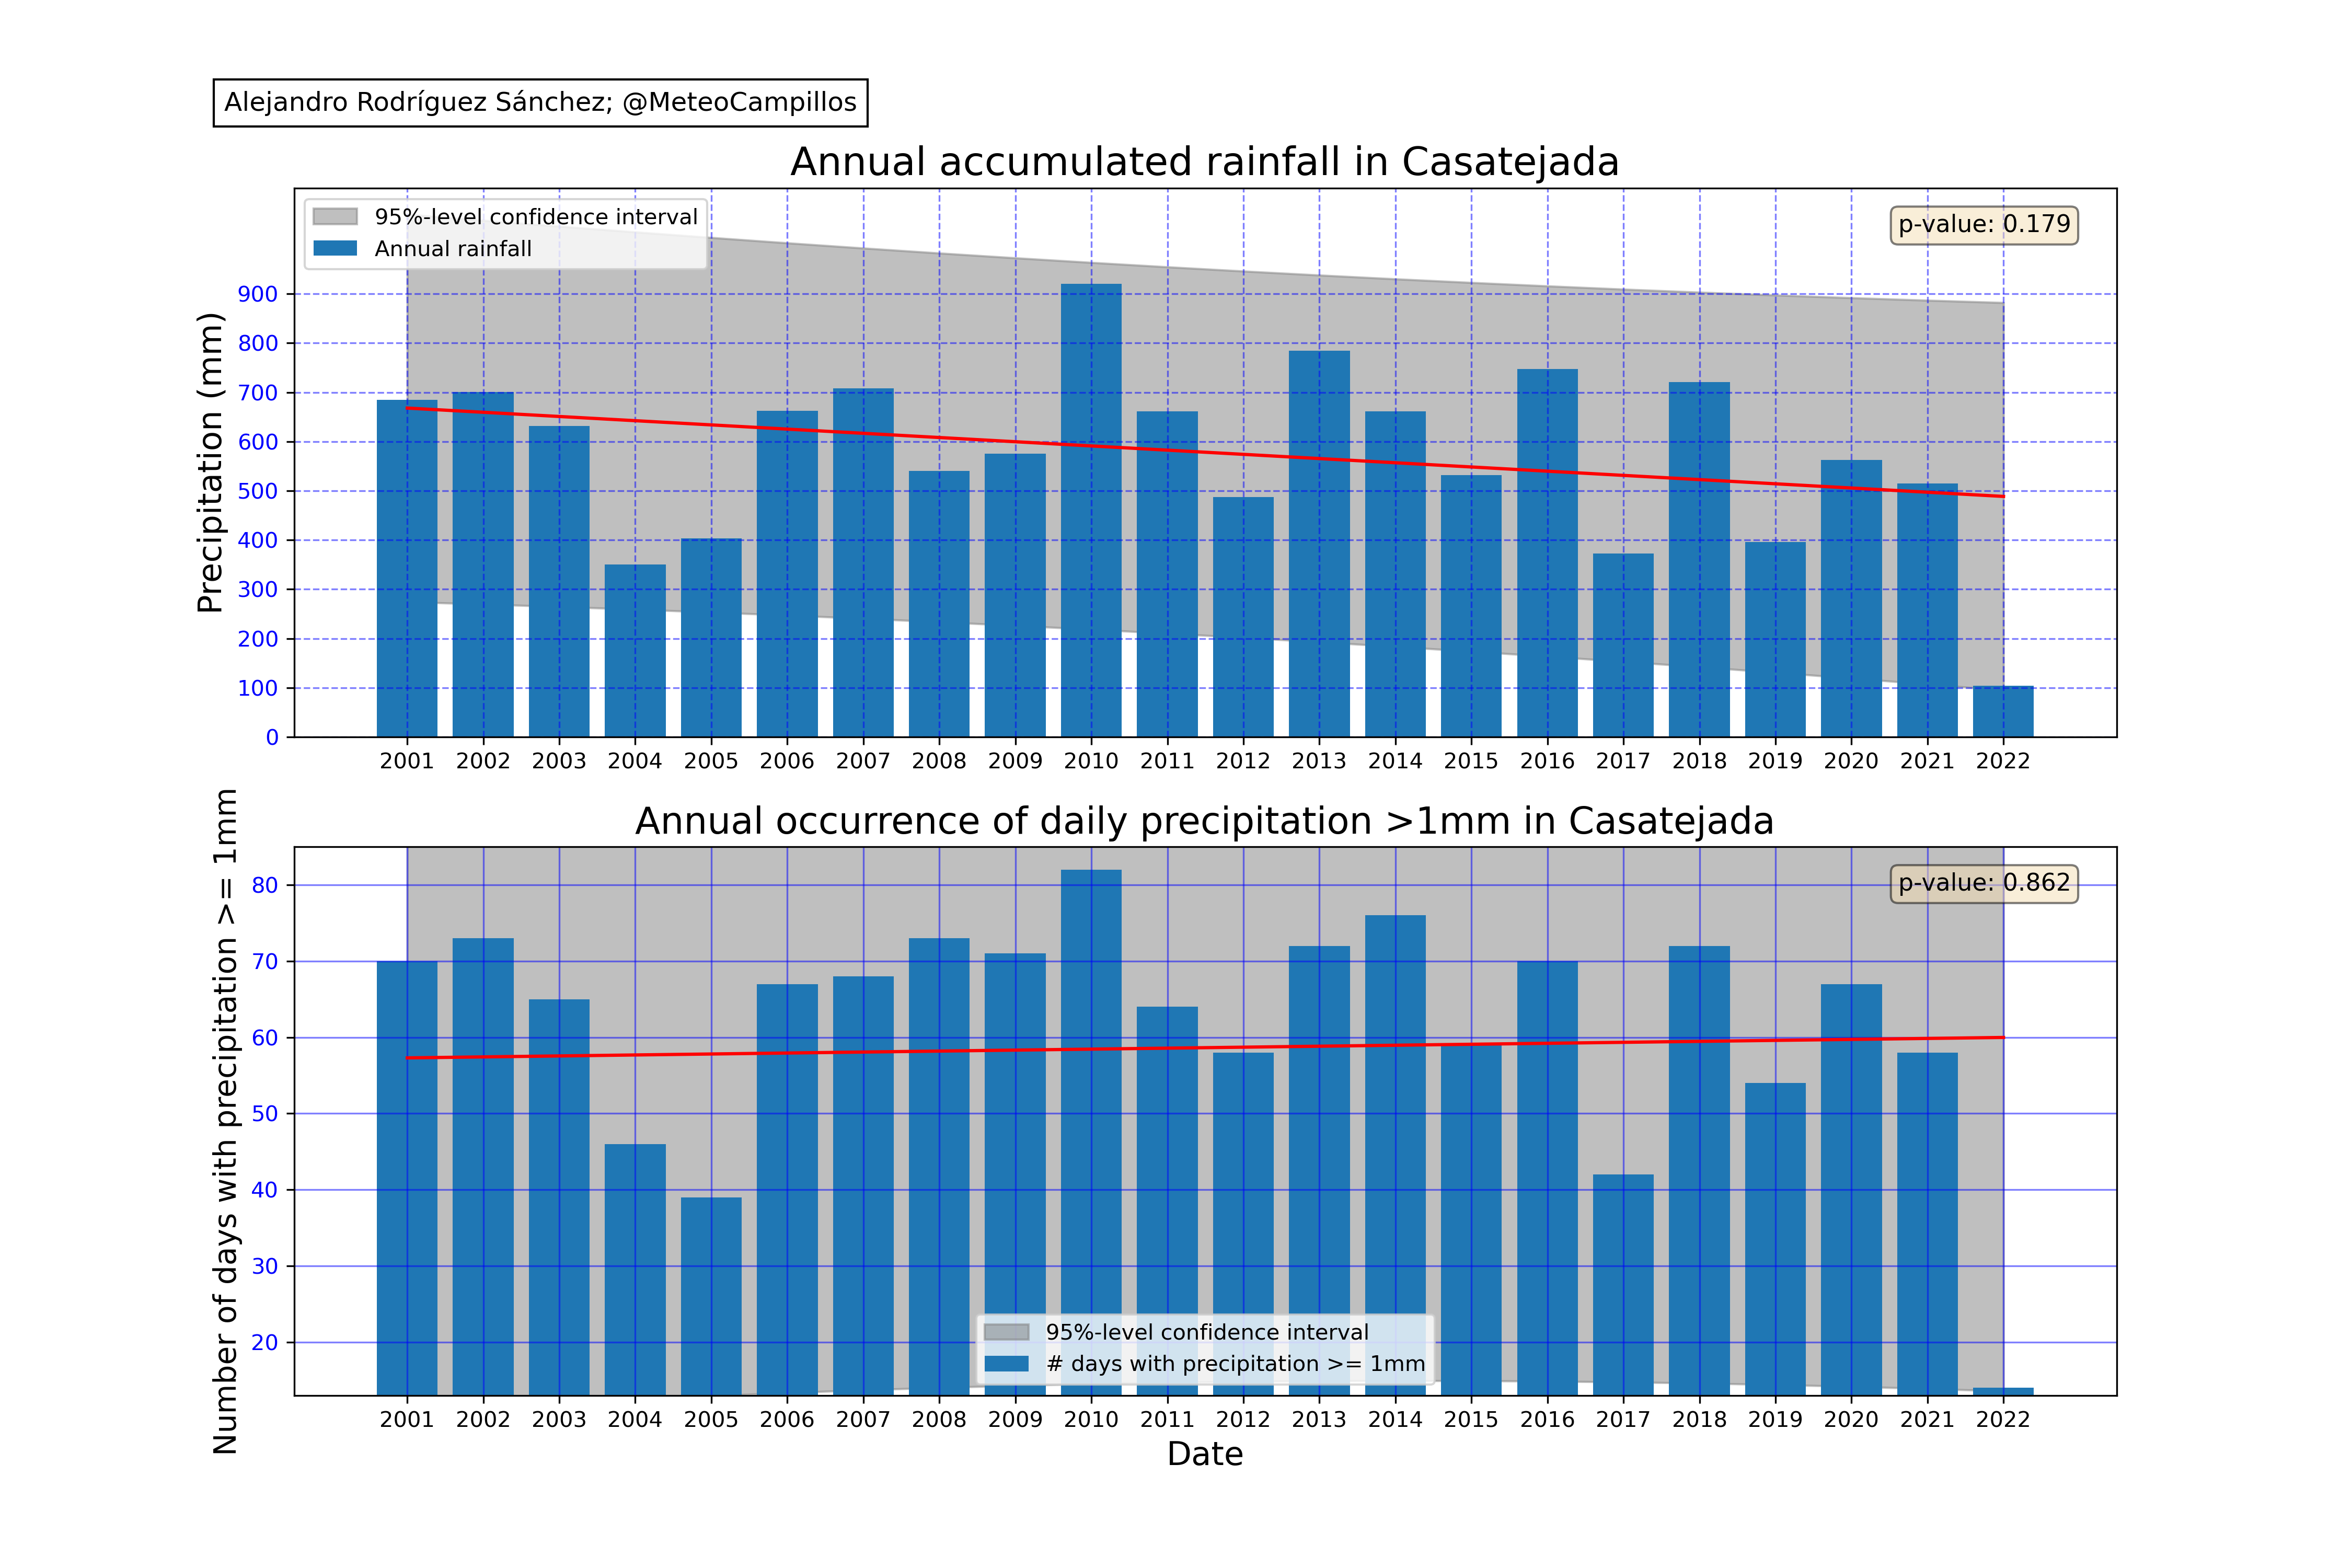 Alejandro Rodríguez Sánchez; @MeteoCampillos
Annual accumulated rainfall in Casatejada
95%-level confidence interval
Annual rainfall
p-value: 0.179
Precipitation (mm)
900
800
700
600
500
400
300
200
100
0
2001 2002 2003 2004 2005 2006 2007 2008 2009 2010 2011 2012 2013 2014 2015 2016 2017 2018 2019 2020 2021 2022
Annual occurrence of daily precipitation >1mm in Casatejada
p-value: 0.862
Number of days with precipitation >= 1mm
80
70
60
50
40
30
20
95%-level confidence interval
# days with precipitation >= 1mm
2001 2002 2003 2004 2005 2006 2007 2008 2009 2010 2011 2012 2013 2014 2015 2016 2017 2018 2019 2020 2021 2022
Date